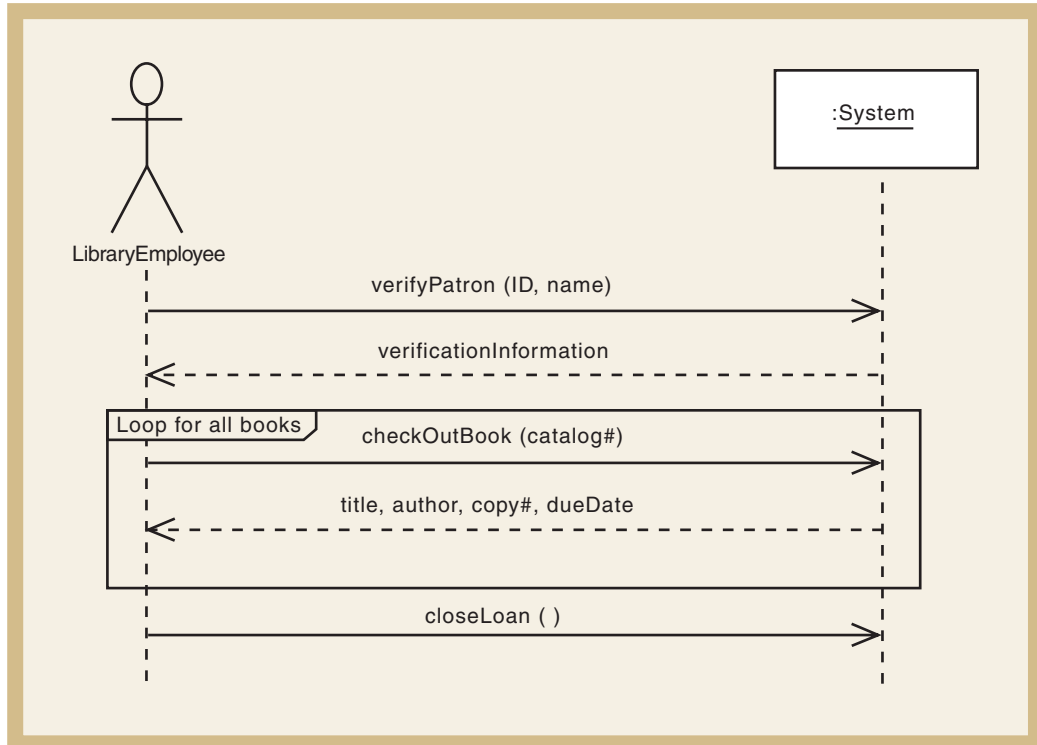 :System
LibraryEmployee
verifyPatron (ID, name)
verificationInformation
Loop for all books
checkOutBook (catalog#)
title, author, copy#, dueDate
closeLoan ( )